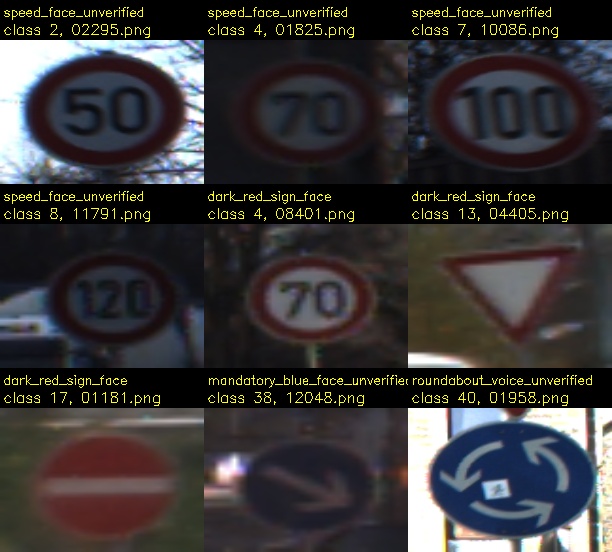 speed_face_unverified
class 2, 02295.png
speed_face_unverified
class 4, 01825.png
speed_face_unverified
class 7, 10086.png
50
70
100
speed_face_unverified
class 8, 11791.png
dark_red_sign_face
class 4, 08401.png
dark_red_sign_face
class 13, 04405.png
120
70
dark_red_sign_face
class 17, 01181.png
mandatory_blue_face_unverified
class 38, 12048.png
roundabout_voice_unverified
class 40, 01958.png